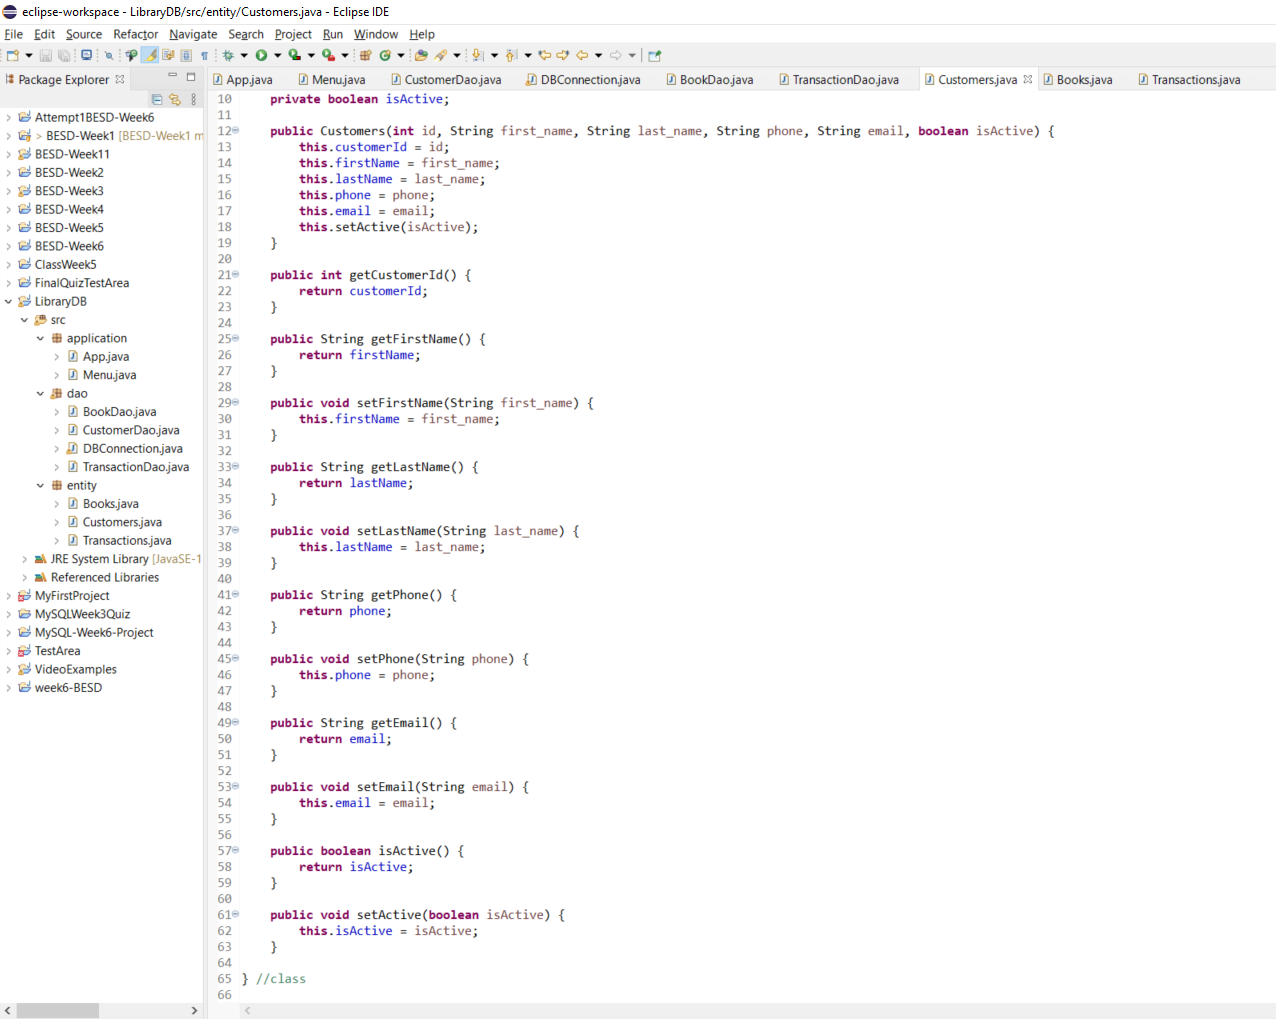 eclipse-workspace - LibraryDB/src/entity/Customers.java - Eclipse IDE
File Edit Source Refactor Navigate Search Project Run Window Help
Package Explorer
App.java Menu.java CustomerDao.java DBConnection.java BookDao.java TransactionDao.java Customers.java Books.java Transactions.java
Attempt1BESD-Week6
> BESD-Week1 [BESD-Week1 m
BESD-Week11
BESD-Week2
BESD-Week3
BESD-Week4
BESD-Week5
BESD-Week6
ClassWeek5
FinalQuizTestArea
LibraryDB
src
application
App.java
Menu.java
dao
BookDao.java
CustomerDao.java
DBConnection.java
TransactionDao.java
entity
Books.java
Customers.java
Transactions.java
JRE System Library [JavaSE-1
Referenced Libraries
MyFirstProject
MySQLWeek3Quiz
MySQL-Week6-Project
TestArea
VideoExamples
week6-BESD
10 private boolean isActive;
11
12 public Customers(int id, String first_name, String last_name, String phone, String email, boolean isActive) {
13 this.customerId = id;
14 this.firstName = first_name;
15 this.lastName = last_name;
16 this.phone = phone;
17 this.email = email;
18 this.setActive(isActive);
19 }
20
21 public int getCustomerId() {
22 return customerId;
23 }
24
25 public String getFirstName() {
26 return firstName;
27 }
28
29 public void setFirstName(String first_name) {
30 this.firstName = first_name;
31 }
32
33 public String getLastName() {
34 return lastName;
35 }
36
37 public void setLastName(String last_name) {
38 this.lastName = last_name;
39 }
40
41 public String getPhone() {
42 return phone;
43 }
44
45 public void setPhone(String phone) {
46 this.phone = phone;
47 }
48
49 public String getEmail() {
50 return email;
51 }
52
53 public void setEmail(String email) {
54 this.email = email;
55 }
56
57 public boolean isActive() {
58 return isActive;
59 }
60
61 public void setActive(boolean isActive) {
62 this.isActive = isActive;
63 }
64
65 } //class
66